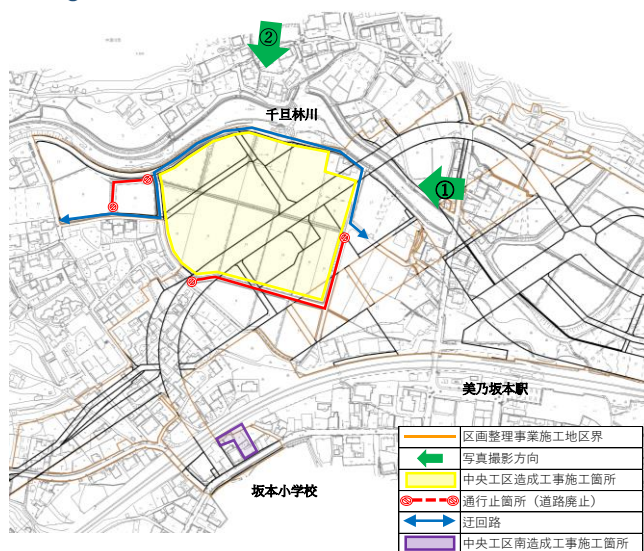 ②
千旦林川
①
美乃坂本駅
坂本小学校
区画整理事業施工地区界
写真撮影方向
中央工区造成工事施工箇所
通行止箇所（道路廃止）
迂回路
中央工区南造成工事施工箇所